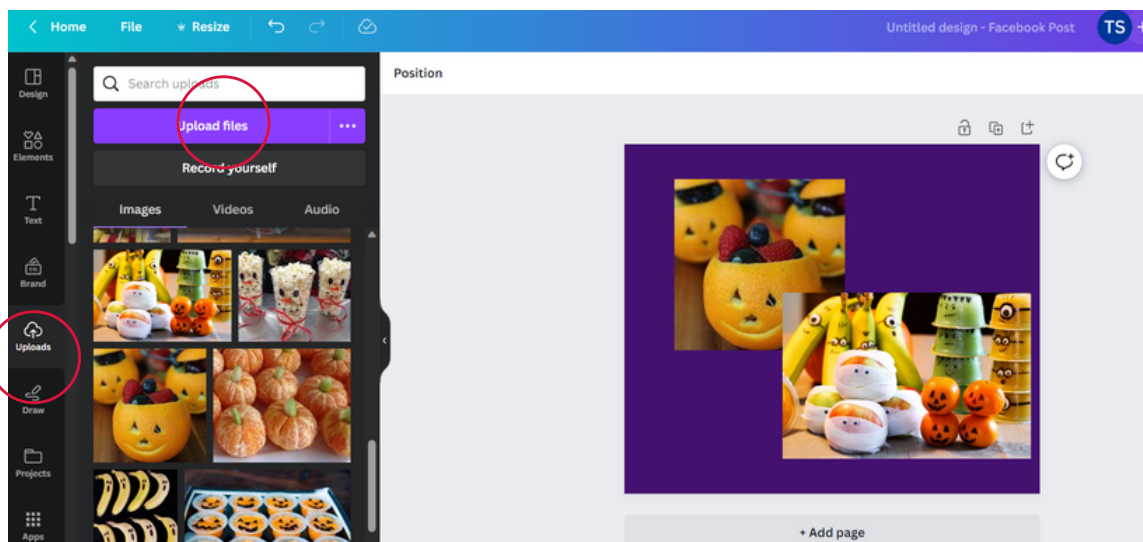 Home File Resize
Untitled design - Facebook Post TS +
Design
Elements
Text
Brand
Uploads
Draw
Projects
Apps
Search uploads
Upload files
Record yourself
Images Videos Audio
Position
+ Add page